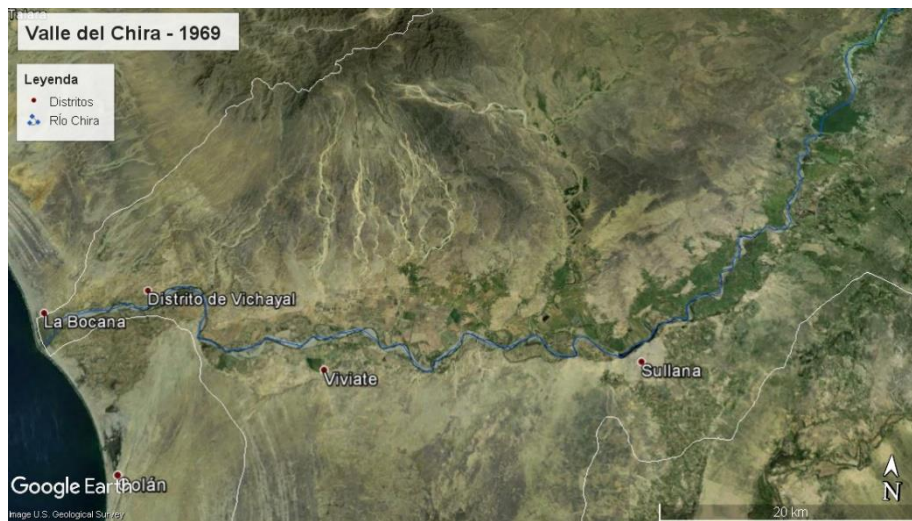 Talara
Valle del Chira - 1969
Leyenda
Distritos
RÍo Chira
Distrito de Vichayal
La Bocana
Viviate
Sullana
Colán
Google Earth
Image U.S. Geological Survey
N
20 km